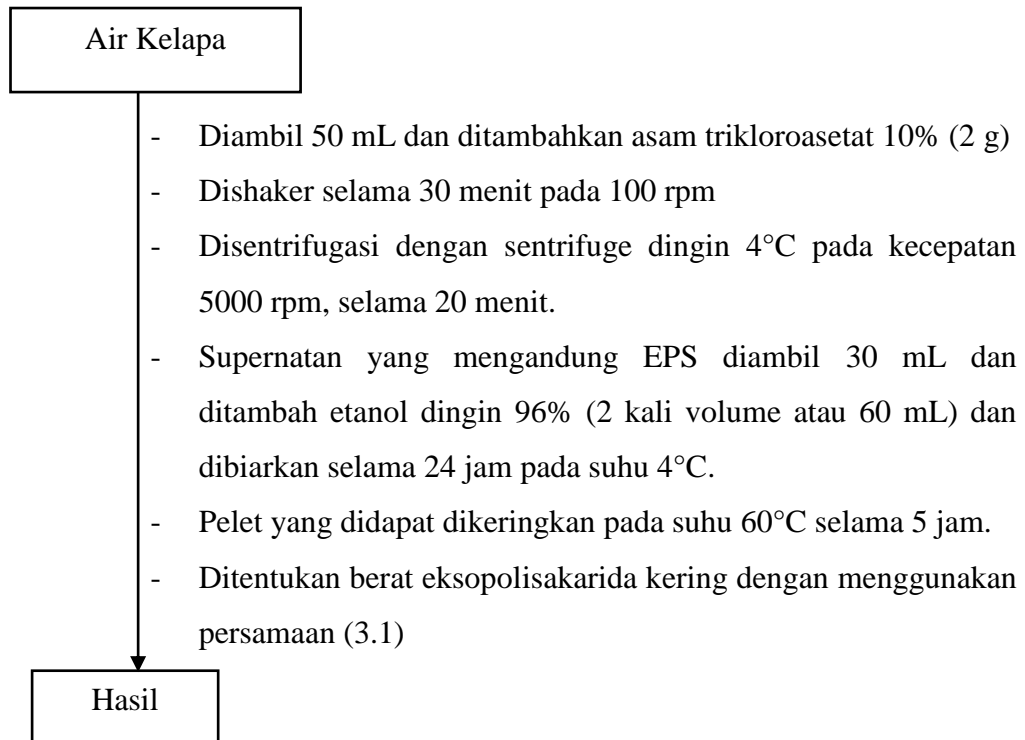 Air Kelapa
- Diambil 50 mL dan ditambahkan asam trikloroasetat 10% (2 g)
- Dishaker selama 30 menit pada 100 rpm
- Disentrifugasi dengan sentrifuge dingin 4°C pada kecepatan
5000 rpm, selama 20 menit.
- Supernatan yang mengandung EPS diambil 30 mL dan
ditambah etanol dingin 96% (2 kali volume atau 60 mL) dan
dibiarkan selama 24 jam pada suhu 4°C.
- Pelet yang didapat dikeringkan pada suhu 60°C selama 5 jam.
- Ditentukan berat eksopolisakarida kering dengan menggunakan
persamaan (3.1)
Hasil